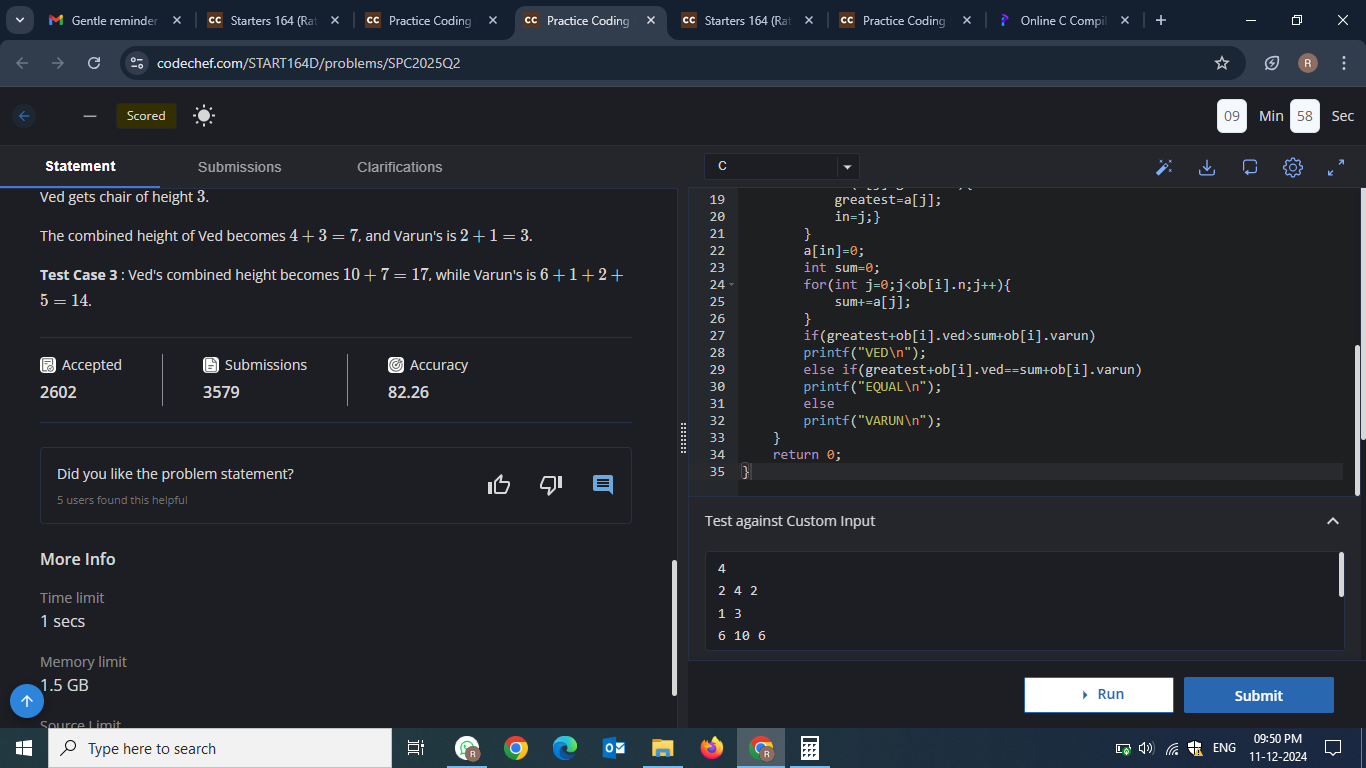 Gentle reminder
Starters 164 (Rat
Practice Coding
Practice Coding
Starters 164 (Rat
Practice Coding
Online C Compil
codechef.com/START164D/problems/SPC2025Q2
R
Scored
09 Min 58 Sec
Statement Submissions Clarifications
C
Ved gets chair of height 3.
The combined height of Ved becomes 4 + 3 = 7, and Varun's is 2 + 1 = 3.
Test Case 3 : Ved's combined height becomes 10 + 7 = 17, while Varun's is 6 + 1 + 2 +
5 = 14.
Accepted
2602
Submissions
3579
Accuracy
82.26
Did you like the problem statement?
5 users found this helpful
More Info
Time limit
1 secs
Memory limit
1.5 GB
Source Limit
19 greatest=a[j];
20 in=j;}
21 }
22 a[in]=0;
23 int sum=0;
24 for(int j=0;j<ob[i].n;j++){
25 sum+=a[j];
26 }
27 if(greatest+ob[i].ved>sum+ob[i].varun)
28 printf("VED\n");
29 else if(greatest+ob[i].ved==sum+ob[i].varun)
30 printf("EQUAL\n");
31 else
32 printf("VARUN\n");
33 }
34 return 0;
35 }
Test against Custom Input
4
2 4 2
1 3
6 10 6
Run
Submit
Type here to search
ENG
09:50 PM
11-12-2024